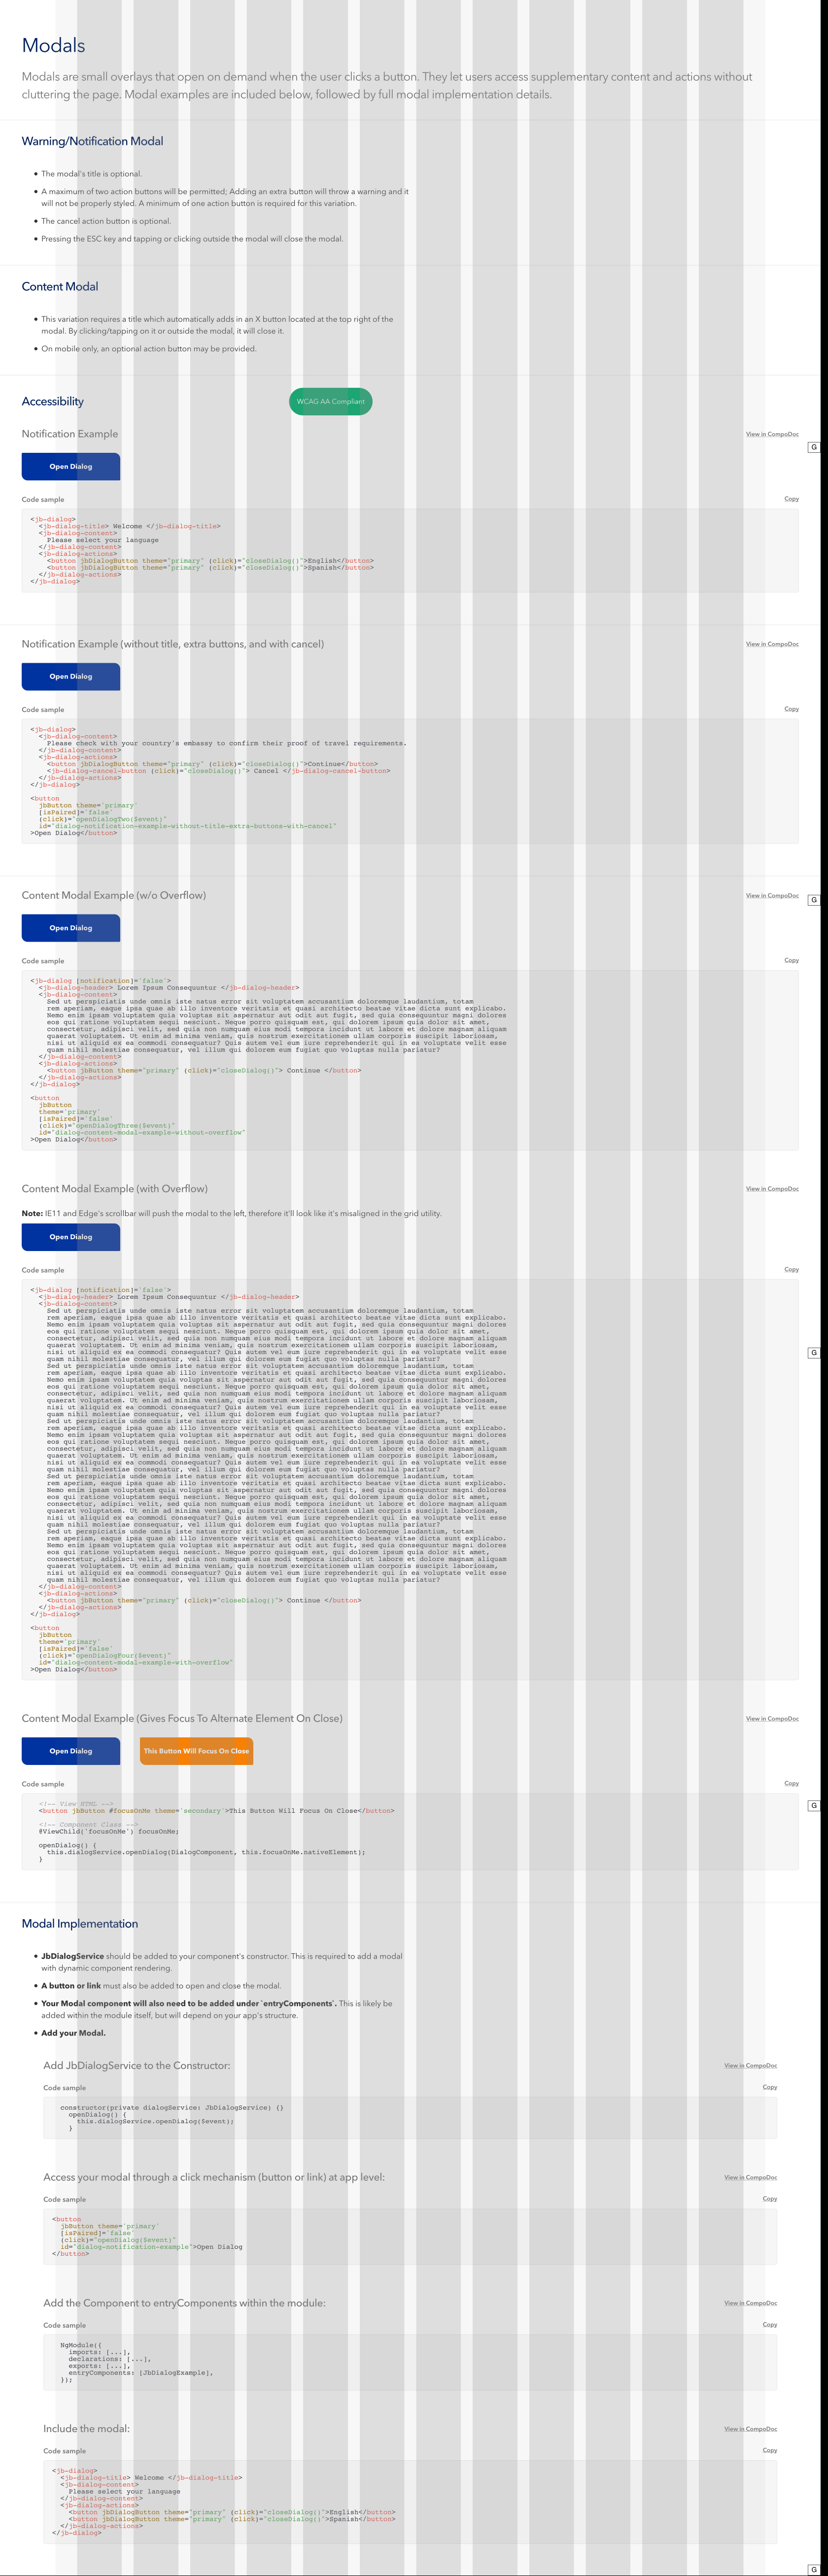 Modals
Modals are small overlays that open on demand when the user clicks a button. They let users access supplementary content and actions without
cluttering the page. Modal examples are included below, followed by full modal implementation details.
Warning/Notification Modal
• The modal's title is optional.
• A maximum of two action buttons will be permitted; Adding an extra button will throw a warning and it
will not be properly styled. A minimum of one action button is required for this variation.
• The cancel action button is optional.
• Pressing the ESC key and tapping or clicking outside the modal will close the modal.
Content Modal
• This variation requires a title which automatically adds in an X button located at the top right of the
modal. By clicking/tapping on it or outside the modal, it will close it.
• On mobile only, an optional action button may be provided.
Accessibility
WCAG AA Compliant
Notification Example
View in CompoDoc
G
Open Dialog
Code sample
Copy
<jb-dialog>
<jb-dialog-title> Welcome </jb-dialog-title>
<jb-dialog-content>
Please select your language
</jb-dialog-content>
<jb-dialog-actions>
<button jbDialogButton theme="primary" (click)="closeDialog()">English</button>
<button jbDialogButton theme="primary" (click)="closeDialog()">Spanish</button>
</jb-dialog-actions>
</jb-dialog>
Notification Example (without title, extra buttons, and with cancel)
View in CompoDoc
Open Dialog
Code sample
Copy
<jb-dialog>
<jb-dialog-content>
Please check with your country's embassy to confirm their proof of travel requirements.
</jb-dialog-content>
<jb-dialog-actions>
<button jbDialogButton theme="primary" (click)="closeDialog()">Continue</button>
<jb-dialog-cancel-button (click)="closeDialog()"> Cancel </jb-dialog-cancel-button>
</jb-dialog-actions>
</jb-dialog>
<button
jbButton theme='primary'
[isPaired]='false'
(click)="openDialogTwo($event)"
id="dialog-notification-example-without-title-extra-buttons-with-cancel"
>Open Dialog</button>
Content Modal Example (w/o Overflow)
View in CompoDoc
G
Open Dialog
Code sample
Copy
<jb-dialog [notification]='false'>
<jb-dialog-header> Lorem Ipsum Consequuntur </jb-dialog-header>
<jb-dialog-content>
Sed ut perspiciatis unde omnis iste natus error sit voluptatem accusantium doloremque laudantium, totam
rem aperiam, eaque ipsa quae ab illo inventore veritatis et quasi architecto beatae vitae dicta sunt explicabo.
Nemo enim ipsam voluptatem quia voluptas sit aspernatur aut odit aut fugit, sed quia consequuntur magni dolores
eos qui ratione voluptatem sequi nesciunt. Neque porro quisquam est, qui dolorem ipsum quia dolor sit amet,
consectetur, adipisci velit, sed quia non numquam eius modi tempora incidunt ut labore et dolore magnam aliquam
quaerat voluptatem. Ut enim ad minima veniam, quis nostrum exercitationem ullam corporis suscipit laboriosam,
nisi ut aliquid ex ea commodi consequatur? Quis autem vel eum iure reprehenderit qui in ea voluptate velit esse
quam nihil molestiae consequatur, vel illum qui dolorem eum fugiat quo voluptas nulla pariatur?
</jb-dialog-content>
<jb-dialog-actions>
<button jbButton theme="primary" (click)="closeDialog()"> Continue </button>
</jb-dialog-actions>
</jb-dialog>
<button
jbButton
theme='primary'
[isPaired]='false'
(click)="openDialogThree($event)"
id="dialog-content-modal-example-without-overflow"
>Open Dialog</button>
Content Modal Example (with Overflow)
View in CompoDoc
Note: IE11 and Edge's scrollbar will push the modal to the left, therefore it'll look like it's misaligned in the grid utility.
Open Dialog
Code sample
Copy
<jb-dialog [notification]='false'>
<jb-dialog-header> Lorem Ipsum Consequuntur </jb-dialog-header>
<jb-dialog-content>
Sed ut perspiciatis unde omnis iste natus error sit voluptatem accusantium doloremque laudantium, totam
rem aperiam, eaque ipsa quae ab illo inventore veritatis et quasi architecto beatae vitae dicta sunt explicabo.
Nemo enim ipsam voluptatem quia voluptas sit aspernatur aut odit aut fugit, sed quia consequuntur magni dolores
eos qui ratione voluptatem sequi nesciunt. Neque porro quisquam est, qui dolorem ipsum quia dolor sit amet,
consectetur, adipisci velit, sed quia non numquam eius modi tempora incidunt ut labore et dolore magnam aliquam
quaerat voluptatem. Ut enim ad minima veniam, quis nostrum exercitationem ullam corporis suscipit laboriosam,
nisi ut aliquid ex ea commodi consequatur? Quis autem vel eum iure reprehenderit qui in ea voluptate velit esse
quam nihil molestiae consequatur, vel illum qui dolorem eum fugiat quo voluptas nulla pariatur?
Sed ut perspiciatis unde omnis iste natus error sit voluptatem accusantium doloremque laudantium, totam
rem aperiam, eaque ipsa quae ab illo inventore veritatis et quasi architecto beatae vitae dicta sunt explicabo.
Nemo enim ipsam voluptatem quia voluptas sit aspernatur aut odit aut fugit, sed quia consequuntur magni dolores
eos qui ratione voluptatem sequi nesciunt. Neque porro quisquam est, qui dolorem ipsum quia dolor sit amet,
consectetur, adipisci velit, sed quia non numquam eius modi tempora incidunt ut labore et dolore magnam aliquam
quaerat voluptatem. Ut enim ad minima veniam, quis nostrum exercitationem ullam corporis suscipit laboriosam,
nisi ut aliquid ex ea commodi consequatur? Quis autem vel eum iure reprehenderit qui in ea voluptate velit esse
quam nihil molestiae consequatur, vel illum qui dolorem eum fugiat quo voluptas nulla pariatur?
Sed ut perspiciatis unde omnis iste natus error sit voluptatem accusantium doloremque laudantium, totam
rem aperiam, eaque ipsa quae ab illo inventore veritatis et quasi architecto beatae vitae dicta sunt explicabo.
Nemo enim ipsam voluptatem quia voluptas sit aspernatur aut odit aut fugit, sed quia consequuntur magni dolores
eos qui ratione voluptatem sequi nesciunt. Neque porro quisquam est, qui dolorem ipsum quia dolor sit amet,
consectetur, adipisci velit, sed quia non numquam eius modi tempora incidunt ut labore et dolore magnam aliquam
quaerat voluptatem. Ut enim ad minima veniam, quis nostrum exercitationem ullam corporis suscipit laboriosam,
nisi ut aliquid ex ea commodi consequatur? Quis autem vel eum iure reprehenderit qui in ea voluptate velit esse
quam nihil molestiae consequatur, vel illum qui dolorem eum fugiat quo voluptas nulla pariatur?
Sed ut perspiciatis unde omnis iste natus error sit voluptatem accusantium doloremque laudantium, totam
rem aperiam, eaque ipsa quae ab illo inventore veritatis et quasi architecto beatae vitae dicta sunt explicabo.
Nemo enim ipsam voluptatem quia voluptas sit aspernatur aut odit aut fugit, sed quia consequuntur magni dolores
eos qui ratione voluptatem sequi nesciunt. Neque porro quisquam est, qui dolorem ipsum quia dolor sit amet,
consectetur, adipisci velit, sed quia non numquam eius modi tempora incidunt ut labore et dolore magnam aliquam
quaerat voluptatem. Ut enim ad minima veniam, quis nostrum exercitationem ullam corporis suscipit laboriosam,
nisi ut aliquid ex ea commodi consequatur? Quis autem vel eum iure reprehenderit qui in ea voluptate velit esse
quam nihil molestiae consequatur, vel illum qui dolorem eum fugiat quo voluptas nulla pariatur?
Sed ut perspiciatis unde omnis iste natus error sit voluptatem accusantium doloremque laudantium, totam
rem aperiam, eaque ipsa quae ab illo inventore veritatis et quasi architecto beatae vitae dicta sunt explicabo.
Nemo enim ipsam voluptatem quia voluptas sit aspernatur aut odit aut fugit, sed quia consequuntur magni dolores
eos qui ratione voluptatem sequi nesciunt. Neque porro quisquam est, qui dolorem ipsum quia dolor sit amet,
consectetur, adipisci velit, sed quia non numquam eius modi tempora incidunt ut labore et dolore magnam aliquam
quaerat voluptatem. Ut enim ad minima veniam, quis nostrum exercitationem ullam corporis suscipit laboriosam,
nisi ut aliquid ex ea commodi consequatur? Quis autem vel eum iure reprehenderit qui in ea voluptate velit esse
quam nihil molestiae consequatur, vel illum qui dolorem eum fugiat quo voluptas nulla pariatur?
</jb-dialog-content>
<jb-dialog-actions>
<button jbButton theme="primary" (click)="closeDialog()"> Continue </button>
</jb-dialog-actions>
</jb-dialog>
<button
jbButton
theme='primary'
[isPaired]='false'
(click)="openDialogFour($event)"
id="dialog-content-modal-example-with-overflow"
>Open Dialog</button>
G
Content Modal Example (Gives Focus To Alternate Element On Close)
View in CompoDoc
Open Dialog
This Button Will Focus On Close
Code sample
Copy
<!-- View HTML -->
<button jbButton #focusOnMe theme='secondary'>This Button Will Focus On Close</button>
<!-- Component Class -->
@ViewChild('focusOnMe') focusOnMe;
openDialog() {
this.dialogService.openDialog(DialogComponent, this.focusOnMe.nativeElement);
}
G
Modal Implementation
• JbDialogService should be added to your component's constructor. This is required to add a modal
with dynamic component rendering.
• A button or link must also be added to open and close the modal.
• Your Modal component will also need to be added under `entryComponents`. This is likely be
added within the module itself, but will depend on your app's structure.
• Add your Modal.
Add JbDialogService to the Constructor:
View in CompoDoc
Code sample
Copy
constructor(private dialogService: JbDialogService) {}
openDialog() {
this.dialogService.openDialog($event);
}
Access your modal through a click mechanism (button or link) at app level:
View in CompoDoc
Code sample
Copy
<button
jbButton theme='primary'
[isPaired]='false'
(click)="openDialog($event)"
id="dialog-notification-example">Open Dialog
</button>
Add the Component to entryComponents within the module:
View in CompoDoc
Code sample
Copy
NgModule({
imports: [...],
declarations: [...],
exports: [...],
entryComponents: [JbDialogExample],
});
Include the modal:
View in CompoDoc
Code sample
Copy
<jb-dialog>
<jb-dialog-title> Welcome </jb-dialog-title>
<jb-dialog-content>
Please select your language
</jb-dialog-content>
<jb-dialog-actions>
<button jbDialogButton theme="primary" (click)="closeDialog()">English</button>
<button jbDialogButton theme="primary" (click)="closeDialog()">Spanish</button>
</jb-dialog-actions>
</jb-dialog>
G